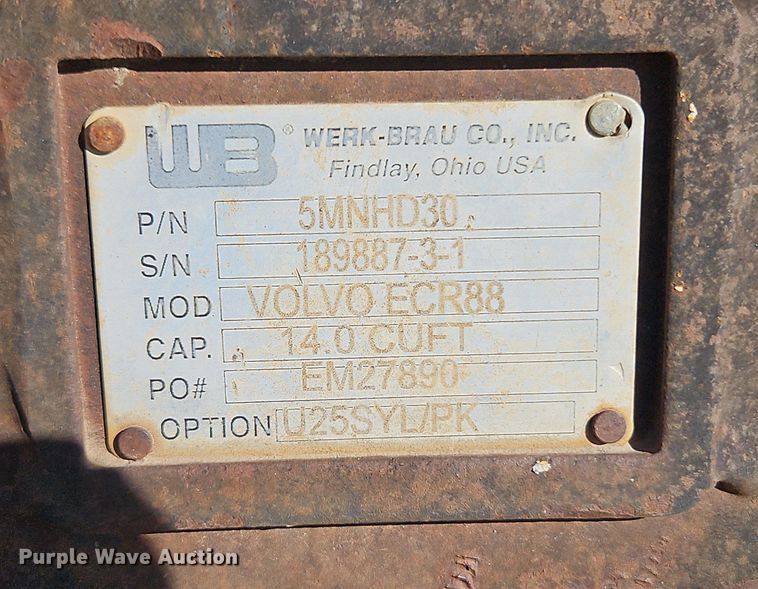 WB® WERK-BRAU CO., INC.
Findlay, Ohio USA
P/N 5MNHD30
S/N 189887-3-1
MOD VOLVO ECR88
CAP. 14.0 CUFT
PO# EM27890
OPTION U25SYL/PK
Purple Wave Auction